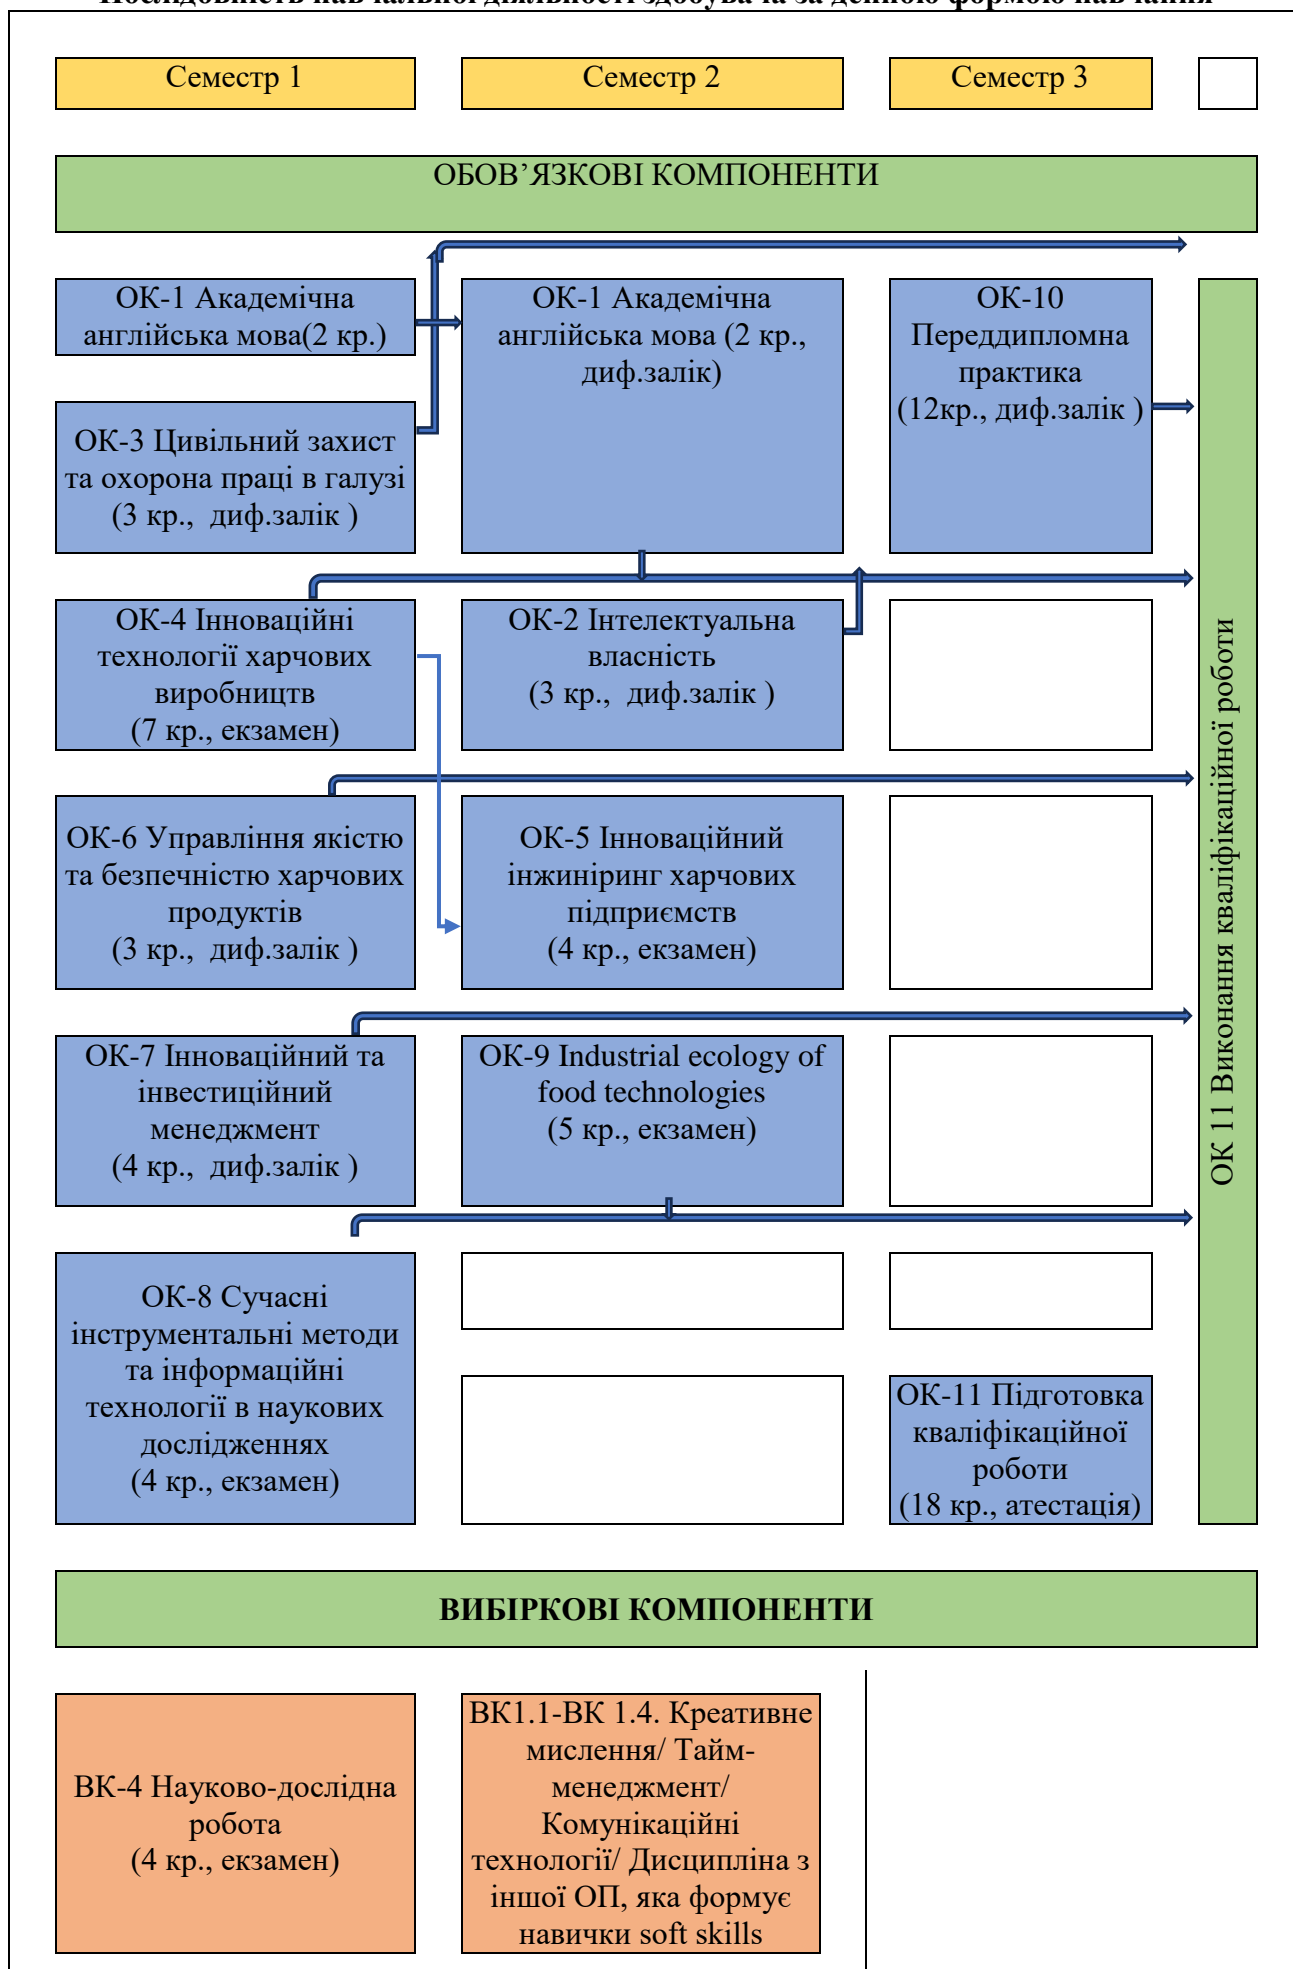 Послідовність навчальної діяльності здобувача за денною формою навчання
Семестр 1
Семестр 2
Семестр 3
ОБОВ’ЯЗКОВІ КОМПОНЕНТИ
ОК-1 Академічна
англійська мова(2 кр.)
ОК-1 Академічна
англійська мова (2 кр.,
диф.залік)
ОК-10
Переддипломна
практика
(12кр., диф.залік )
ОК-3 Цивільний захист
та охорона праці в галузі
(3 кр., диф.залік )
ОК-4 Інноваційні
технології харчових
виробництв
(7 кр., екзамен)
ОК-2 Інтелектуальна
власність
(3 кр., диф.залік )
ОК-6 Управління якістю
та безпечністю харчових
продуктів
(3 кр., диф.залік )
ОК-5 Інноваційний
інжиніринг харчових
підприємств
(4 кр., екзамен)
ОК-7 Інноваційний та
інвестиційний
менеджмент
(4 кр., диф.залік )
ОК-9 Industrial ecology of
food technologies
(5 кр., екзамен)
ОК 11 Виконання кваліфікаційної роботи
ОК-8 Сучасні
інструментальні методи
та інформаційні
технології в наукових
дослідженнях
(4 кр., екзамен)
ОК-11 Підготовка
кваліфікаційної
роботи
(18 кр., атестація)
ВИБІРКОВІ КОМПОНЕНТИ
ВК-4 Науково-дослідна
робота
(4 кр., екзамен)
ВК1.1-ВК 1.4. Креативне
мислення/ Тайм-
менеджмент/
Комунікаційні
технології/ Дисципліна з
іншої ОП, яка формує
навички soft skills